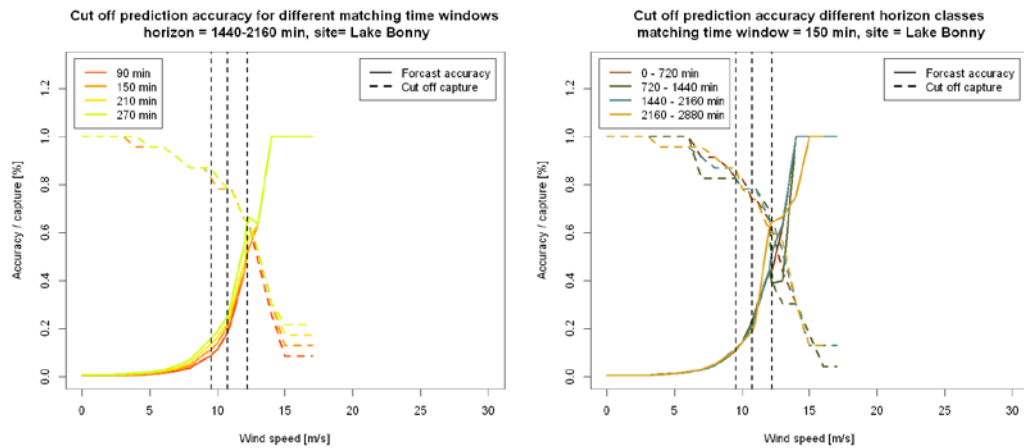 Cut off prediction accuracy for different matching time windows
horizon = 1440-2160 min, site= Lake Bonny
90 min
150 min
210 min
270 min
Forcast accuracy
Cut off capture
Accuracy / capture [%]
1.2
1.0
0.8
0.6
0.4
0.2
0.0
0 5 10 15 20 25 30
Wind speed [m/s]
Cut off prediction accuracy different horizon classes
matching time window = 150 min, site = Lake Bonny
0 - 720 min
720 - 1440 min
1440 - 2160 min
2160 - 2880 min
Forcast accuracy
Cut off capture
Accuracy / capture [%]
1.2
1.0
0.8
0.6
0.4
0.2
0.0
0 5 10 15 20 25 30
Wind speed [m/s]